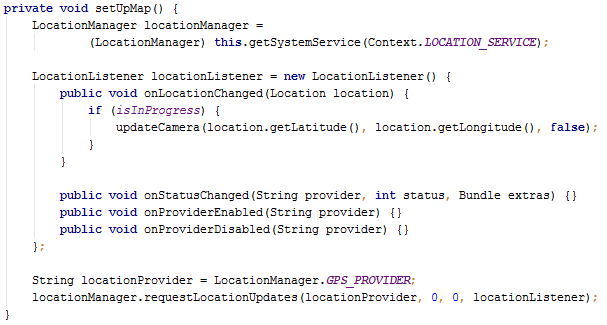 private void setUpMap() {
    LocationManager locationManager =
            (LocationManager) this.getSystemService(Context.LOCATION_SERVICE);

    LocationListener locationListener = new LocationListener() {
        public void onLocationChanged(Location location) {
            if (isInProgress) {
                updateCamera(location.getLatitude(), location.getLongitude(), false);
            }
        }

        public void onStatusChanged(String provider, int status, Bundle extras) {}
        public void onProviderEnabled(String provider) {}
        public void onProviderDisabled(String provider) {}
    };

    String locationProvider = LocationManager.GPS_PROVIDER;
    locationManager.requestLocationUpdates(locationProvider, 0, 0, locationListener);
}